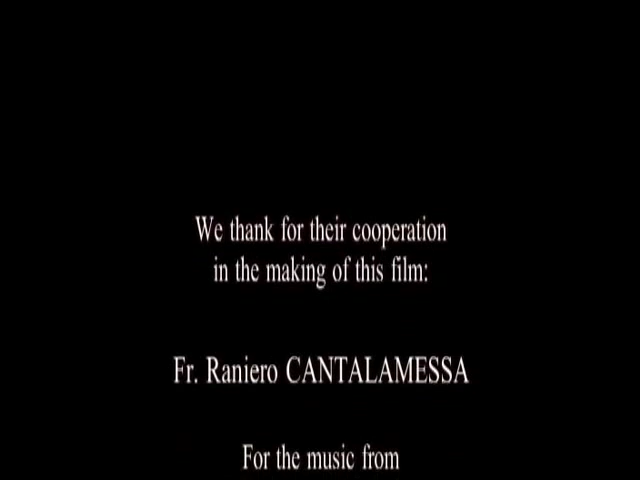 We thank for their cooperation
in the making of this film:
Fr. Raniero CANTALAMESSA
For the music from